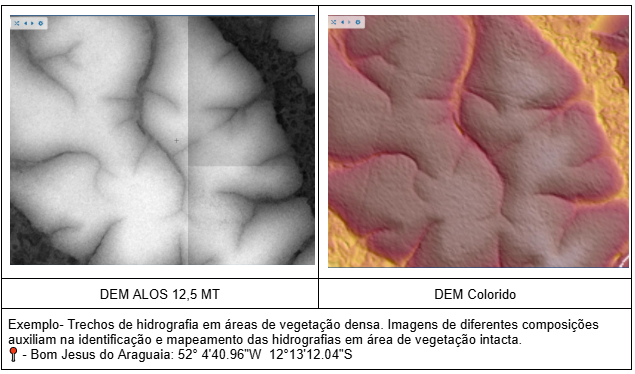 DEM ALOS 12,5 MT
DEM Colorido
Exemplo- Trechos de hidrografia em áreas de vegetação densa. Imagens de diferentes composições
auxiliam na identificação e mapeamento das hidrografias em área de vegetação intacta.
- Bom Jesus do Araguaia: 52° 4'40.96"W 12°13'12.04"S